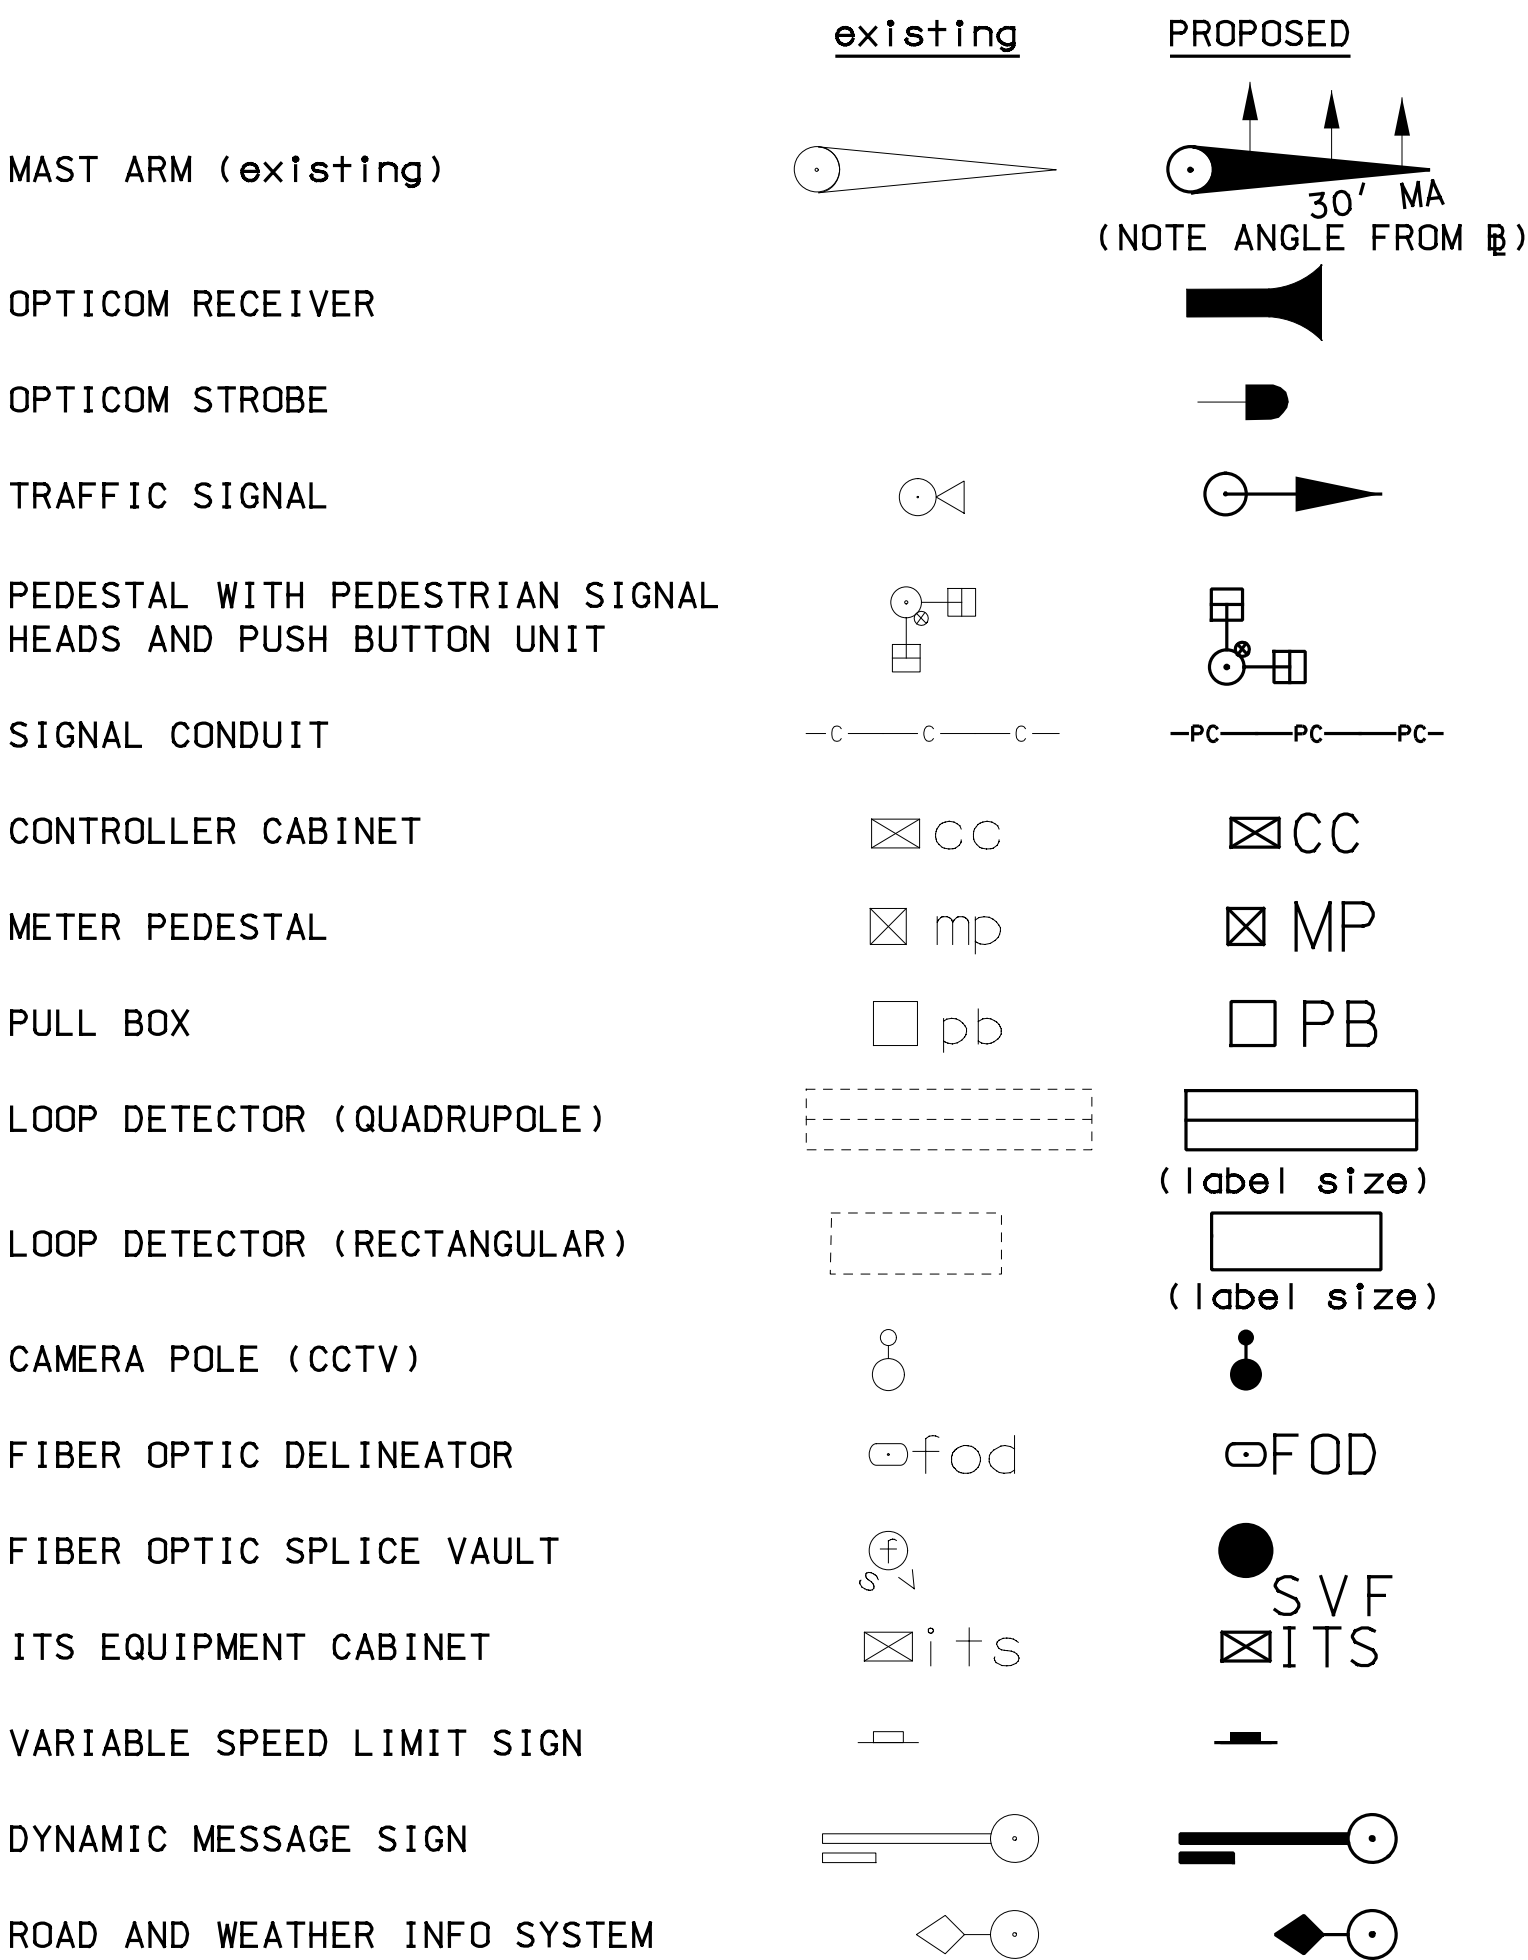 existing PROPOSED
MAST ARM (existing)
30' MA
(NOTE ANGLE FROM BL)
OPTICOM RECEIVER
OPTICOM STROBE
TRAFFIC SIGNAL
PEDESTAL WITH PEDESTRIAN SIGNAL
HEADS AND PUSH BUTTON UNIT
SIGNAL CONDUIT C C C PC PC PC
CONTROLLER CABINET cc CC
METER PEDESTAL mp MP
PULL BOX pb PB
LOOP DETECTOR (QUADRUPOLE)
(label size)
LOOP DETECTOR (RECTANGULAR)
(label size)
CAMERA POLE (CCTV)
FIBER OPTIC DELINEATOR fod FOD
FIBER OPTIC SPLICE VAULT f
s v SVF
ITS EQUIPMENT CABINET its ITS
VARIABLE SPEED LIMIT SIGN
DYNAMIC MESSAGE SIGN
ROAD AND WEATHER INFO SYSTEM